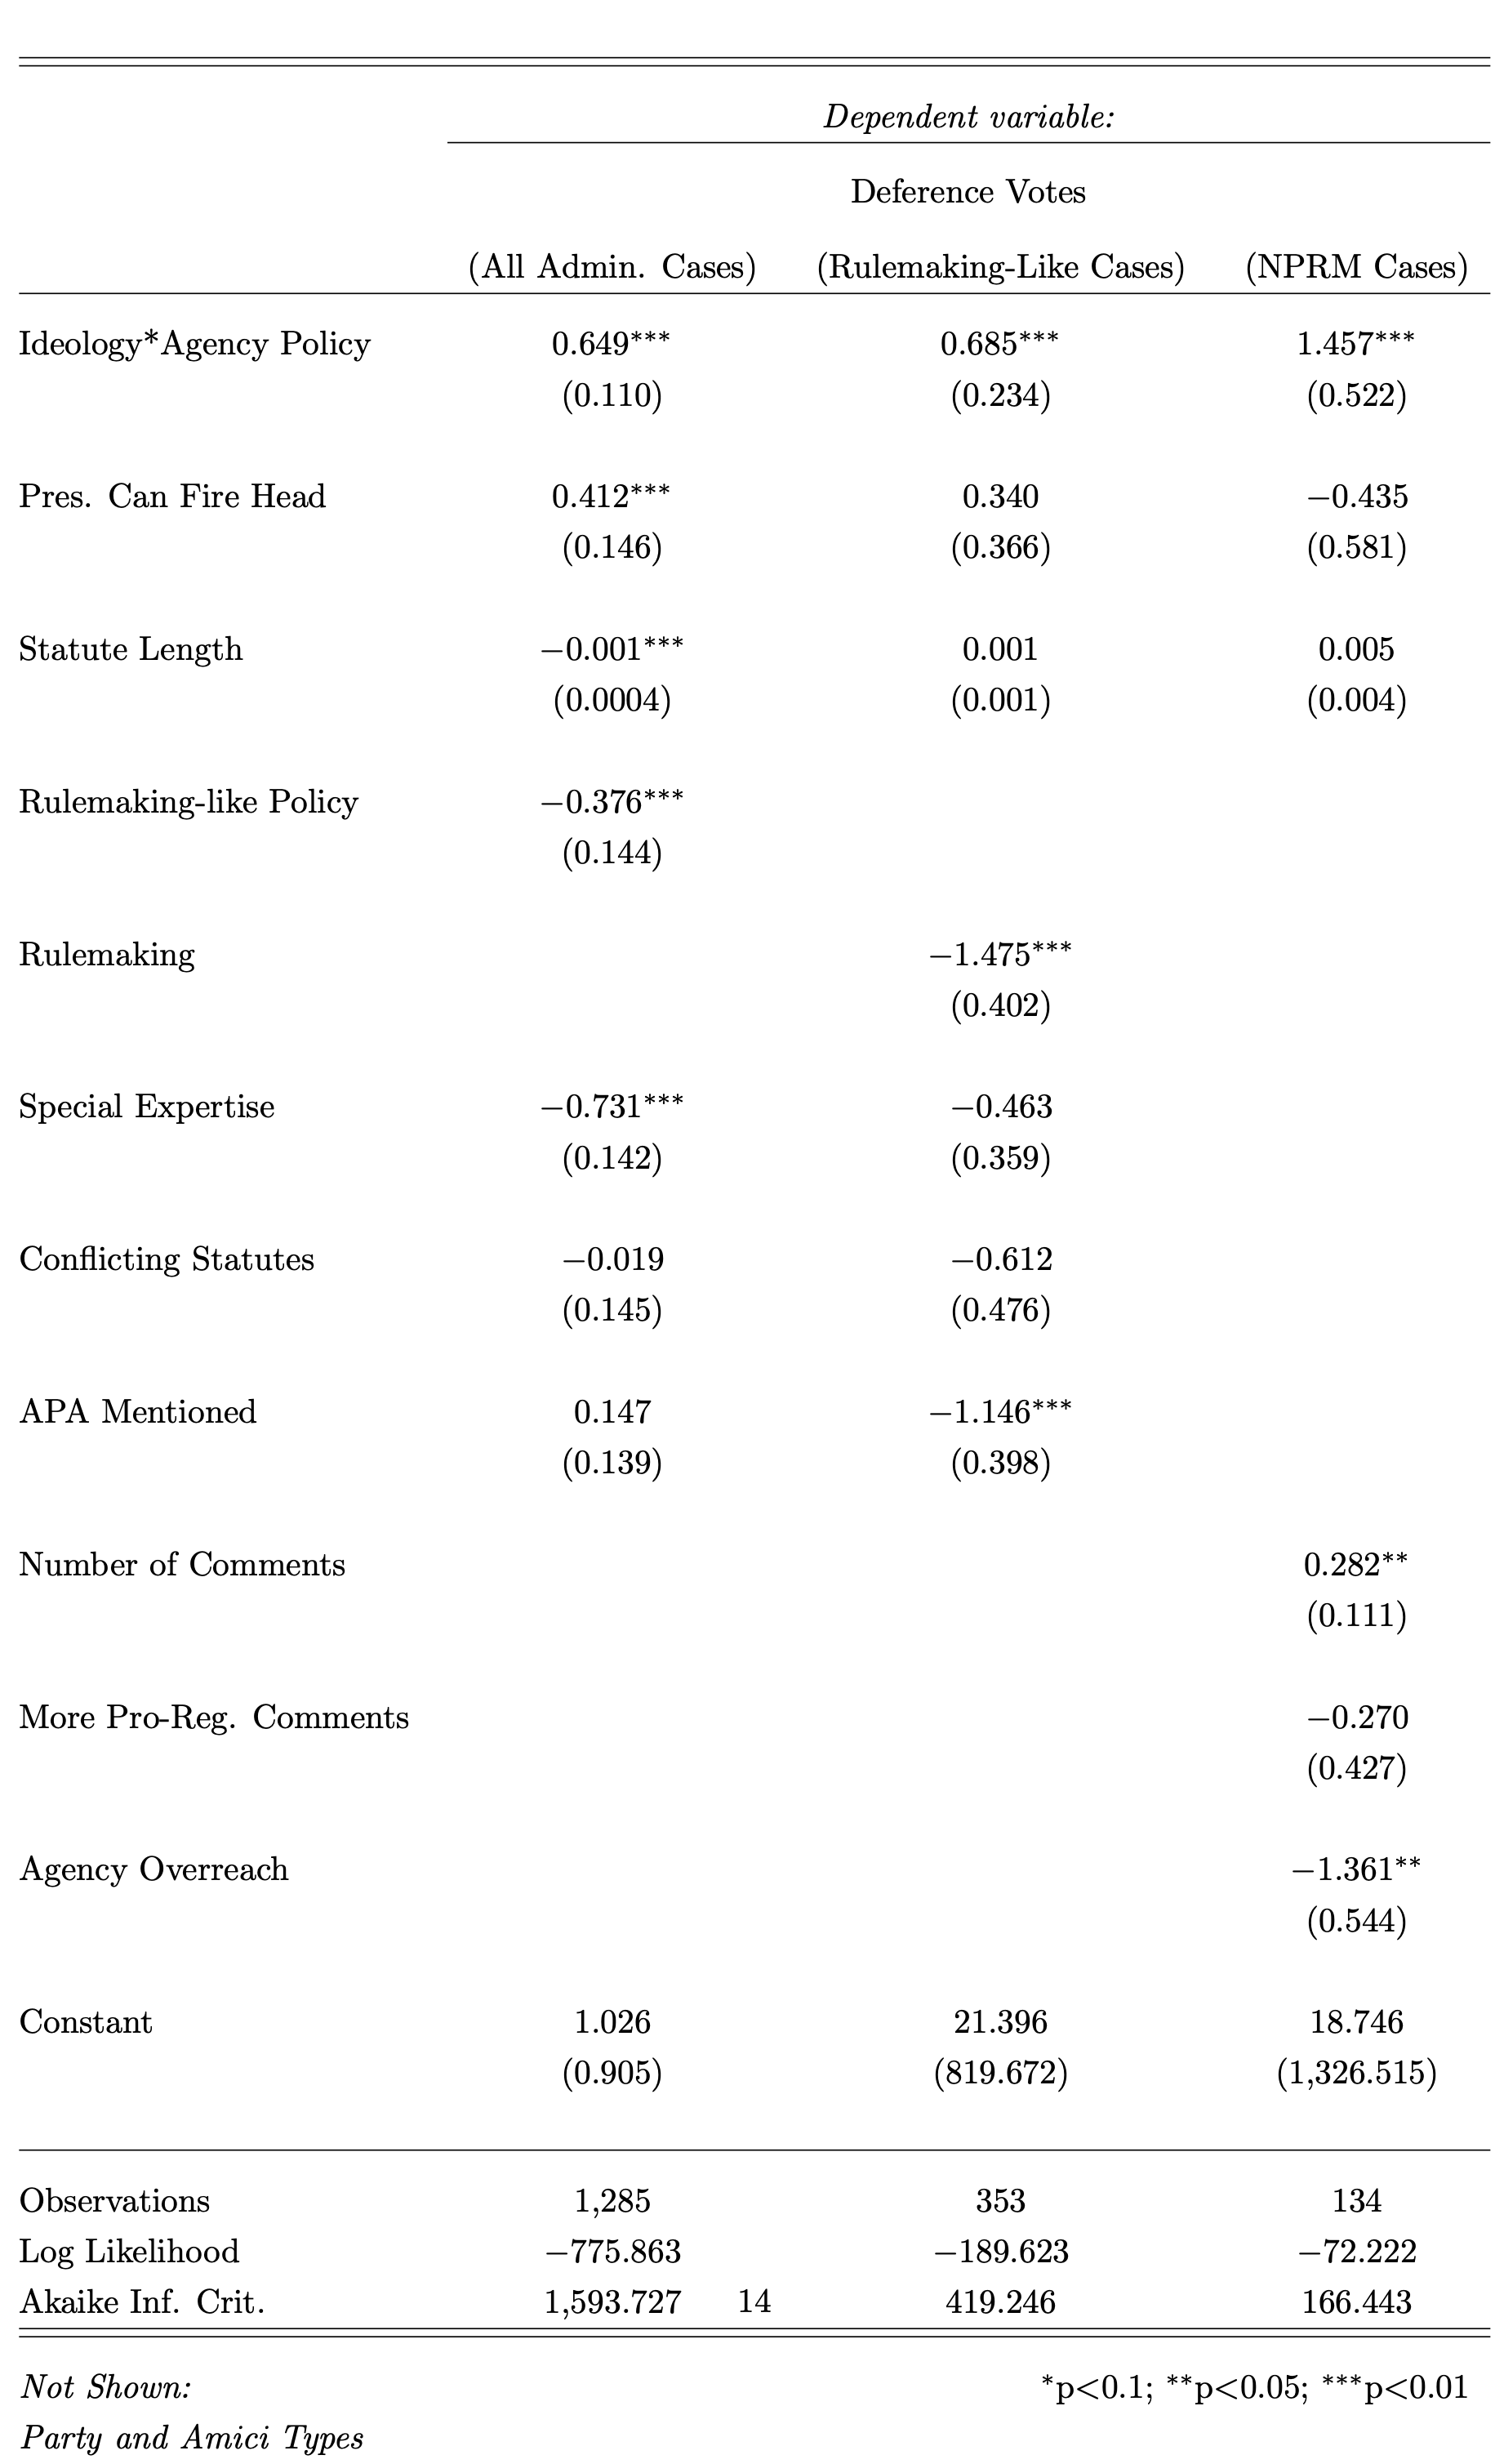 Dependent variable:
Deference Votes
(All Admin. Cases) (Rulemaking-Like Cases) (NPRM Cases)
Ideology*Agency Policy 0.649*** 0.685*** 1.457***
(0.110) (0.234) (0.522)
Pres. Can Fire Head 0.412*** 0.340 −0.435
(0.146) (0.366) (0.581)
Statute Length −0.001*** 0.001 0.005
(0.0004) (0.001) (0.004)
Rulemaking-like Policy −0.376***
(0.144)
Rulemaking −1.475***
(0.402)
Special Expertise −0.731*** −0.463
(0.142) (0.359)
Conflicting Statutes −0.019 −0.612
(0.145) (0.476)
APA Mentioned 0.147 −1.146***
(0.139) (0.398)
Number of Comments 0.282**
(0.111)
More Pro-Reg. Comments −0.270
(0.427)
Agency Overreach −1.361**
(0.544)
Constant 1.026 21.396 18.746
(0.905) (819.672) (1,326.515)
Observations 1,285 353 134
Log Likelihood −775.863 −189.623 −72.222
Akaike Inf. Crit. 1,593.727 14 419.246 166.443
Not Shown: *p<0.1; **p<0.05; ***p<0.01
Party and Amici Types